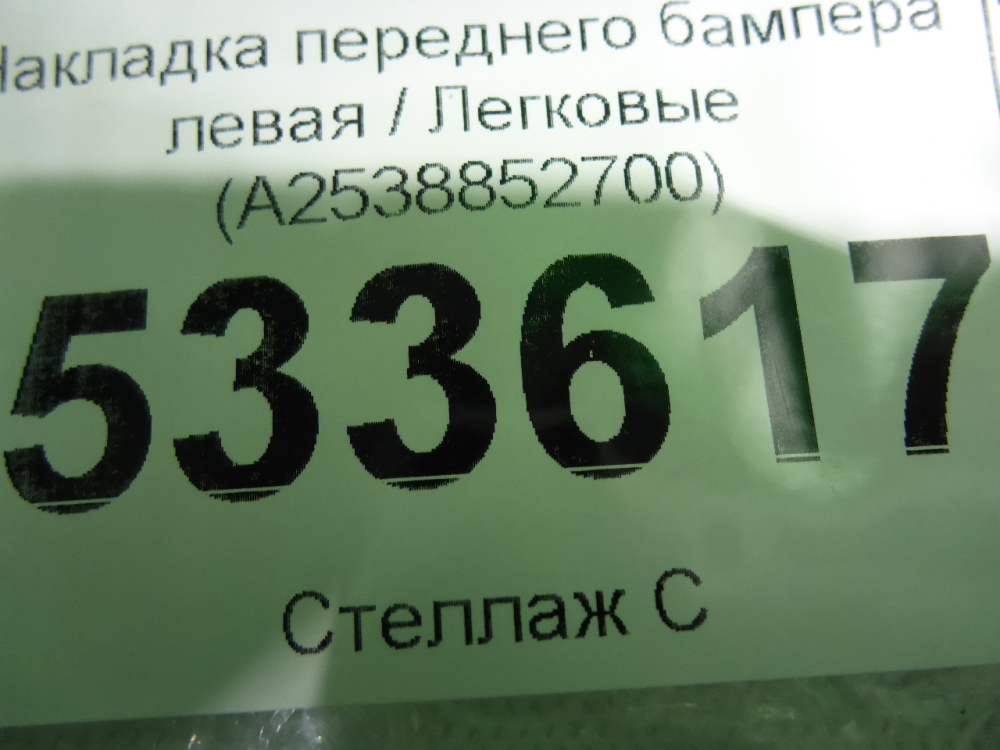 Накладка переднего бампера
левая / Легковые
(A2538852700)
533617
Стеллаж С